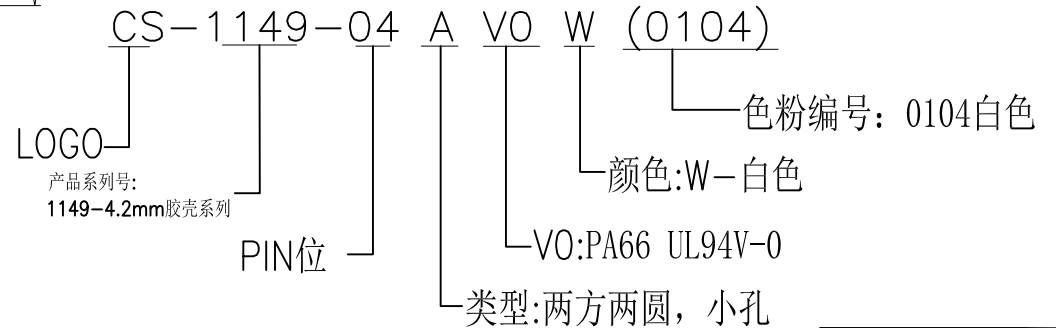 CS-1149-04 A V0 W (0104)
色粉编号：0104白色
LOGO
颜色:W-白色
产品系列号:
1149-4.2mm胶壳系列
PIN位
VO:PA66 UL94V-0
类型:两方两圆，小孔